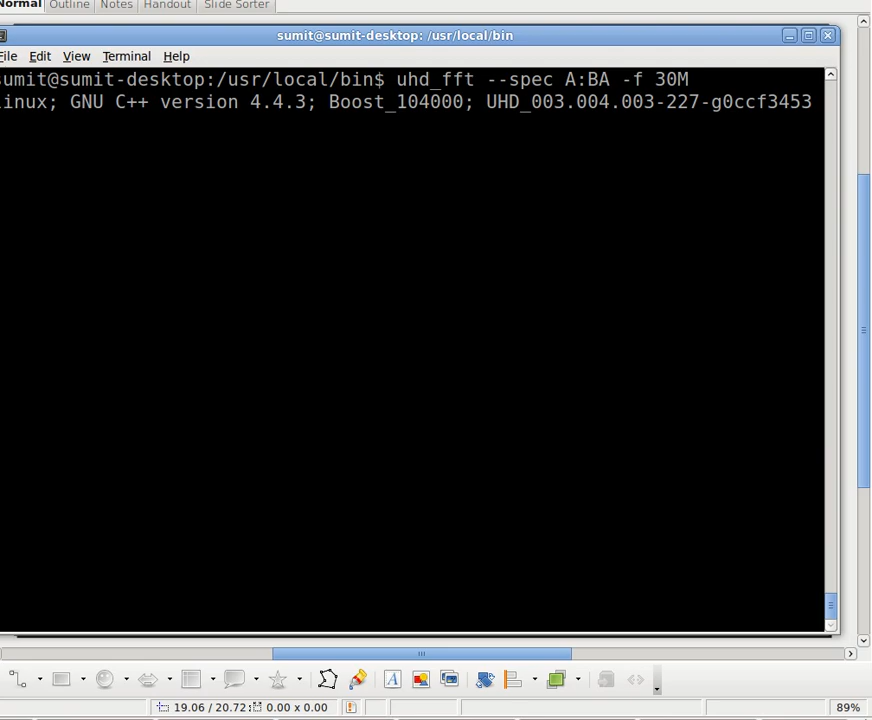 Normal Outline Notes Handout Slide Sorter
sumit@sumit-desktop: /usr/local/bin
File Edit View Terminal Help
sumit@sumit-desktop:/usr/local/bin$ uhd_fft --spec A:BA -f 30M
linux; GNU C++ version 4.4.3; Boost_104000; UHD_003.004.003-227-g0ccf3453
A
19.06 / 20.72 0.00 x 0.00 89%